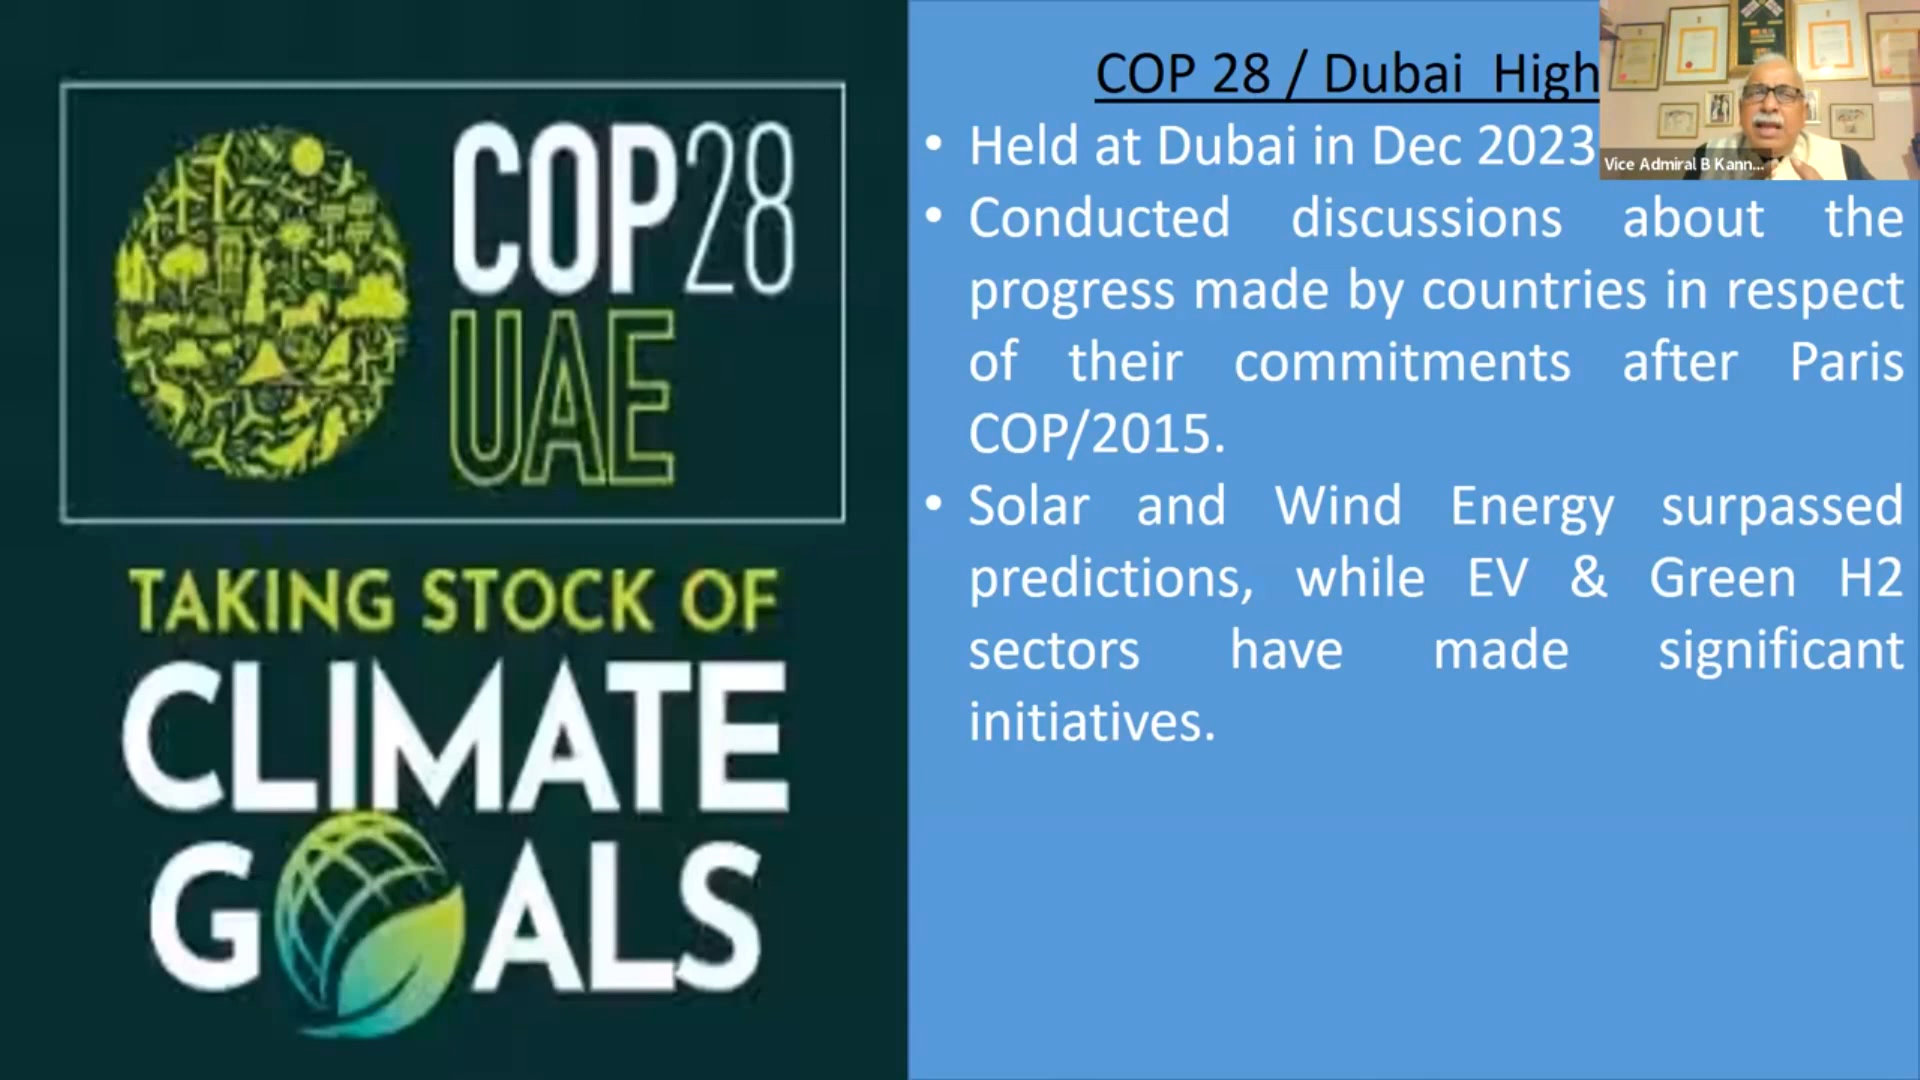 COP28
UAE
TAKING STOCK OF
CLIMATE
GOALS
COP 28 / Dubai High
• Held at Dubai in Dec 2023
• Conducted discussions about the
progress made by countries in respect
of their commitments after Paris
COP/2015.
• Solar and Wind Energy surpassed
predictions, while EV & Green H2
sectors have made significant
initiatives.
Vice Admiral B Kann...